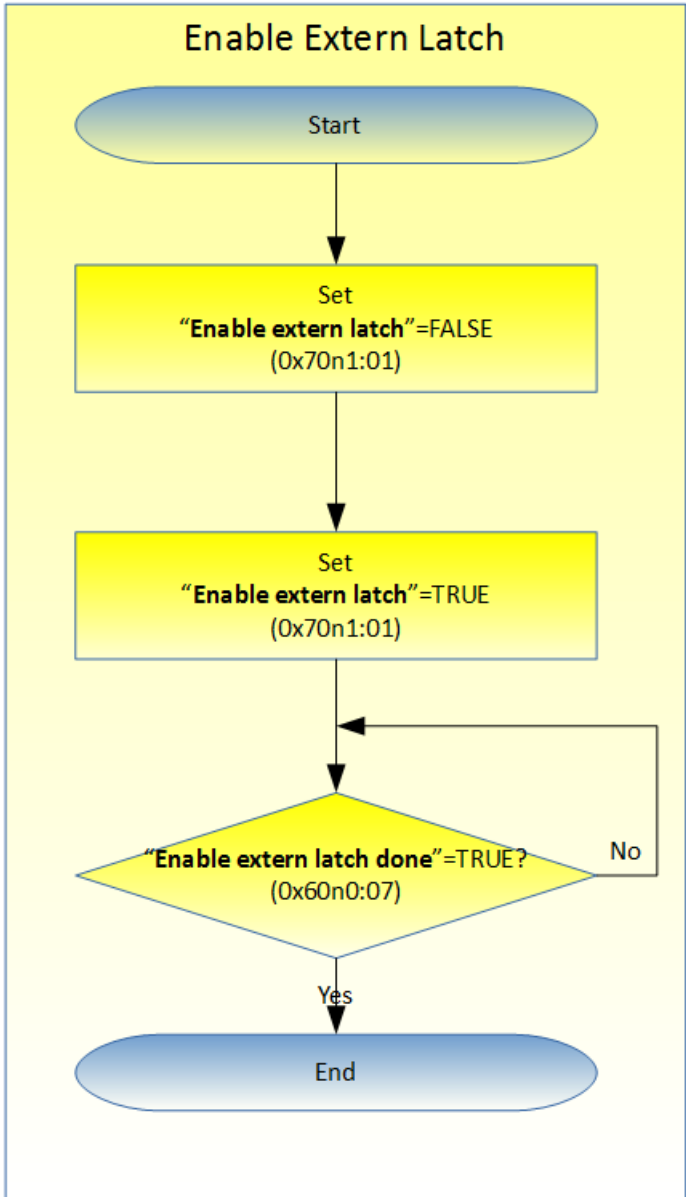 Enable Extern Latch
Start
Set
“Enable extern latch”=FALSE
(0x70n1:01)
Set
“Enable extern latch”=TRUE
(0x70n1:01)
“Enable extern latch done”=TRUE?
(0x60n0:07)
No
Yes
End